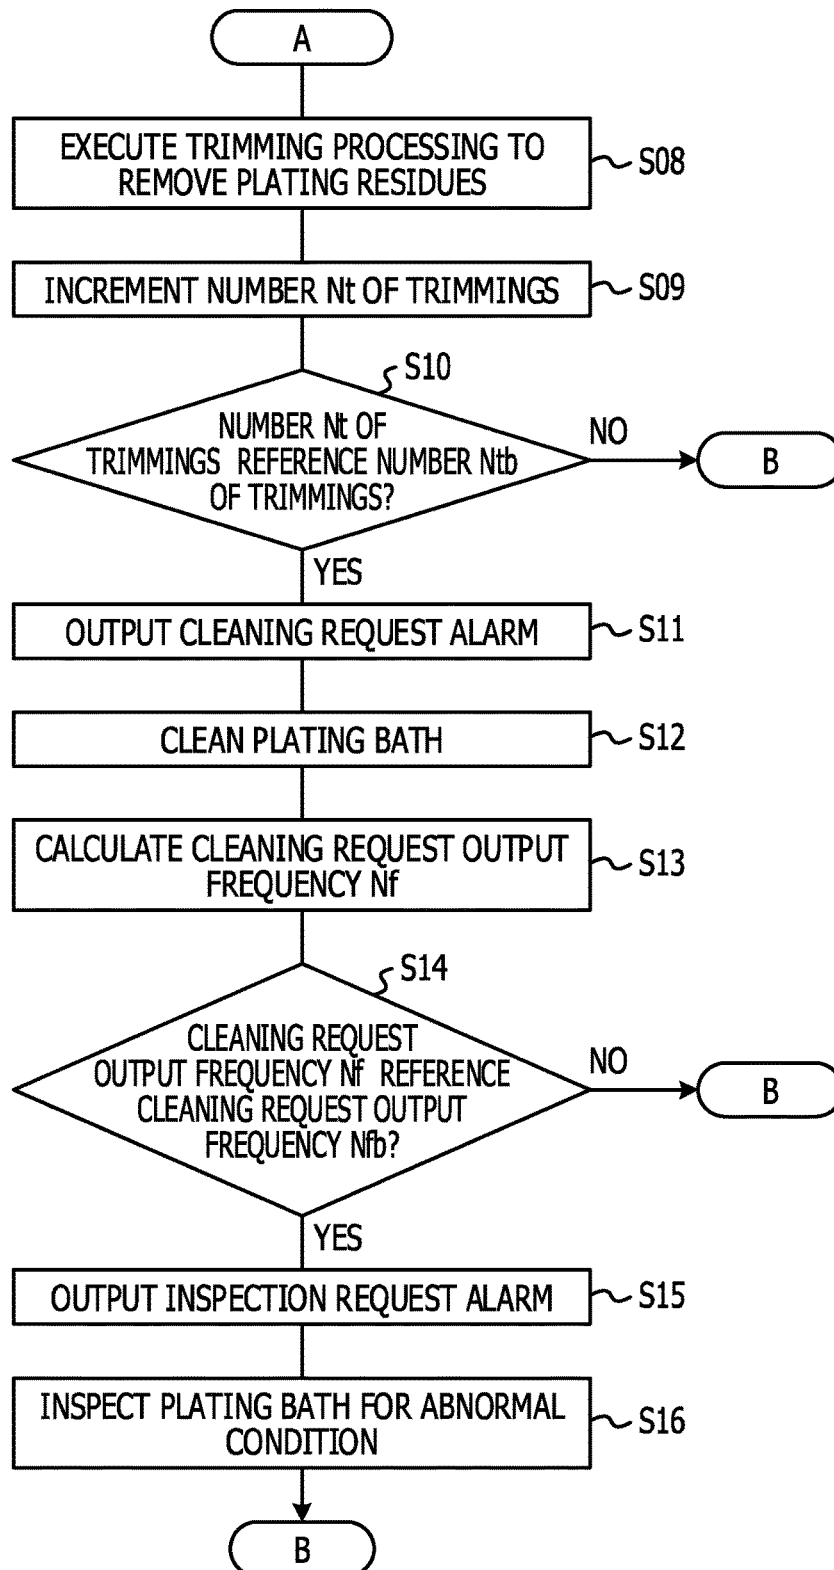 A
EXECUTE TRIMMING PROCESSING TO
REMOVE PLATING RESIDUES
S08
INCREMENT NUMBER Nt OF TRIMMINGS
S09
S10
NUMBER Nt OF
TRIMMINGS REFERENCE NUMBER Ntb
OF TRIMMINGS?
NO
B
YES
OUTPUT CLEANING REQUEST ALARM
S11
CLEAN PLATING BATH
S12
CALCULATE CLEANING REQUEST OUTPUT
FREQUENCY Nf
S13
S14
CLEANING REQUEST
OUTPUT FREQUENCY Nf REFERENCE
CLEANING REQUEST OUTPUT
FREQUENCY Nfb?
NO
B
YES
OUTPUT INSPECTION REQUEST ALARM
S15
INSPECT PLATING BATH FOR ABNORMAL
CONDITION
S16
B